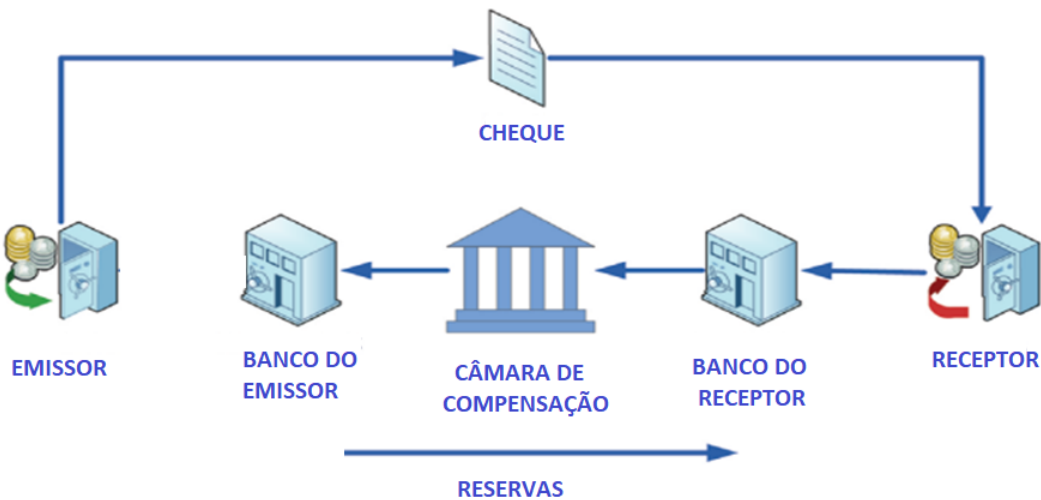 CHEQUE
EMISSOR
BANCO DO
EMISSOR
CÂMARA DE
COMPENSAÇÃO
BANCO DO
RECEPTOR
RECEPTOR
RESERVAS